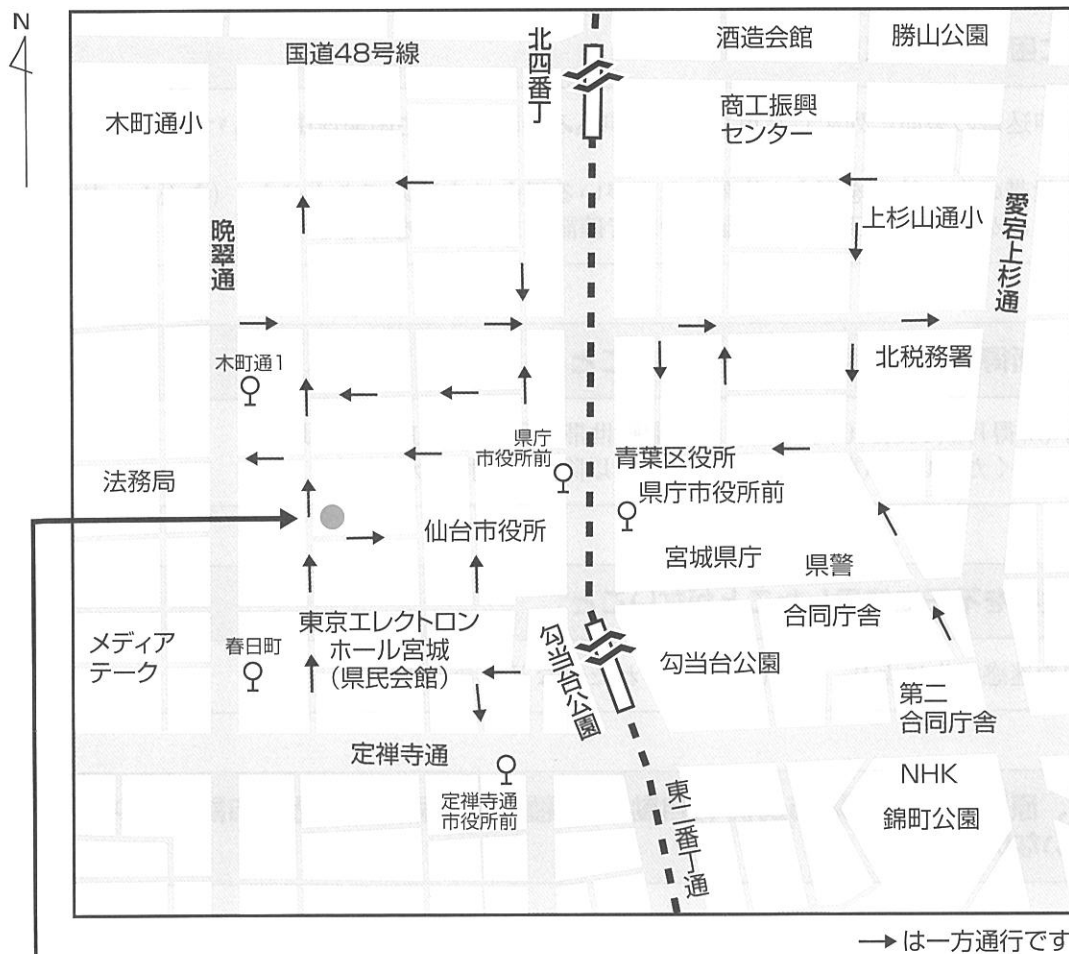 N
国道48号線
北四番丁
酒造会館
勝山公園
木町通小
商工振興
センター
晩翠通
上杉山通小
愛宕上杉通
木町通1
北税務署
県庁
市役所前
青葉区役所
県庁市役所前
法務局
仙台市役所
宮城県庁
県警
合同庁舎
メディア
テーク
春日町
東京エレクトロン
ホール宮城
(県民会館)
勾当台公園
勾当台公園
第二
合同庁舎
定禅寺通
NHK
定禅寺通
市役所前
東二番丁通
錦町公園
→は一方通行です